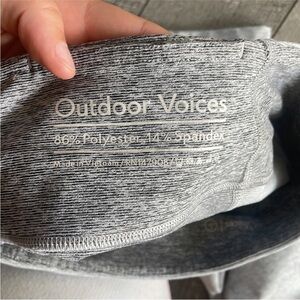 Outdoor Voices
86% Polyester, 14% Spandex
Made in Vietnam /